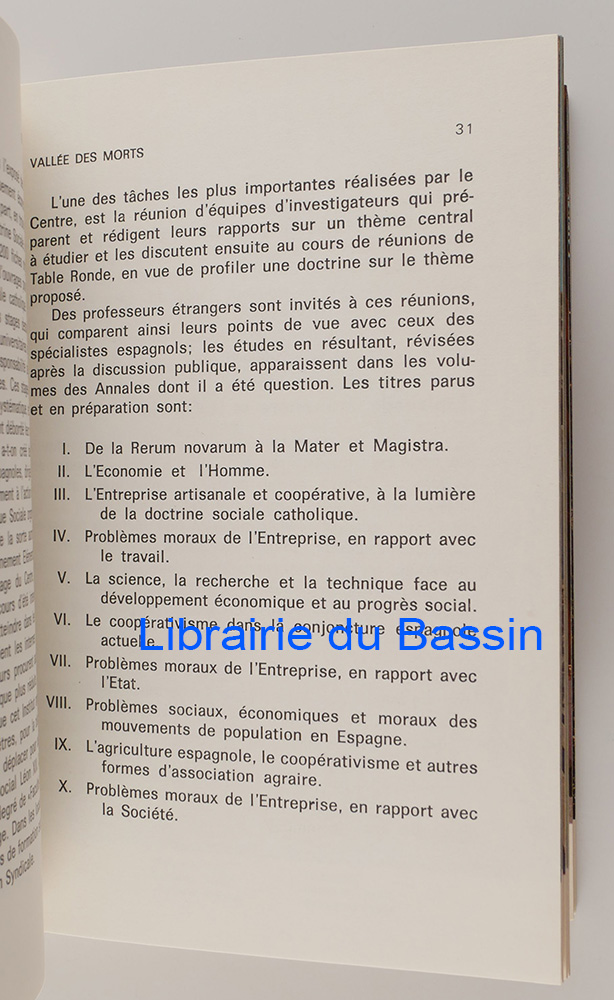 VALLÉE DES MORTS
31
L'une des tâches les plus importantes réalisées par le
Centre, est la réunion d'équipes d'investigateurs qui pré-
parent et rédigent leurs rapports sur un thème central
à étudier et les discutent ensuite au cours de réunions de
Table Ronde, en vue de profiler une doctrine sur le thème
proposé.
Des professeurs étrangers sont invités à ces réunions,
qui comparent ainsi leurs points de vue avec ceux des
spécialistes espagnols; les études en résultant, révisées
après la discussion publique, apparaissent dans les volu-
mes des Annales dont il a été question. Les titres parus
et en préparation sont:
I. De la Rerum novarum à la Mater et Magistra.
II. L'Economie et l'Homme.
III. L'Entreprise artisanale et coopérative, à la lumière
de la doctrine sociale catholique.
IV. Problèmes moraux de l'Entreprise, en rapport avec
le travail.
V. La science, la recherche et la technique face au
développement économique et au progrès social.
VI. Le coopérativisme dans la conjoncture espagnole
actuelle.
Librairie du Bassin
VII. Problèmes moraux de l'Entreprise, en rapport avec
l'Etat.
VIII. Problèmes sociaux, économiques et moraux des
mouvements de population en Espagne.
IX. L'agriculture espagnole, le coopérativisme et autres
formes d'association agraire.
X. Problèmes moraux de l'Entreprise, en rapport avec
la Société.